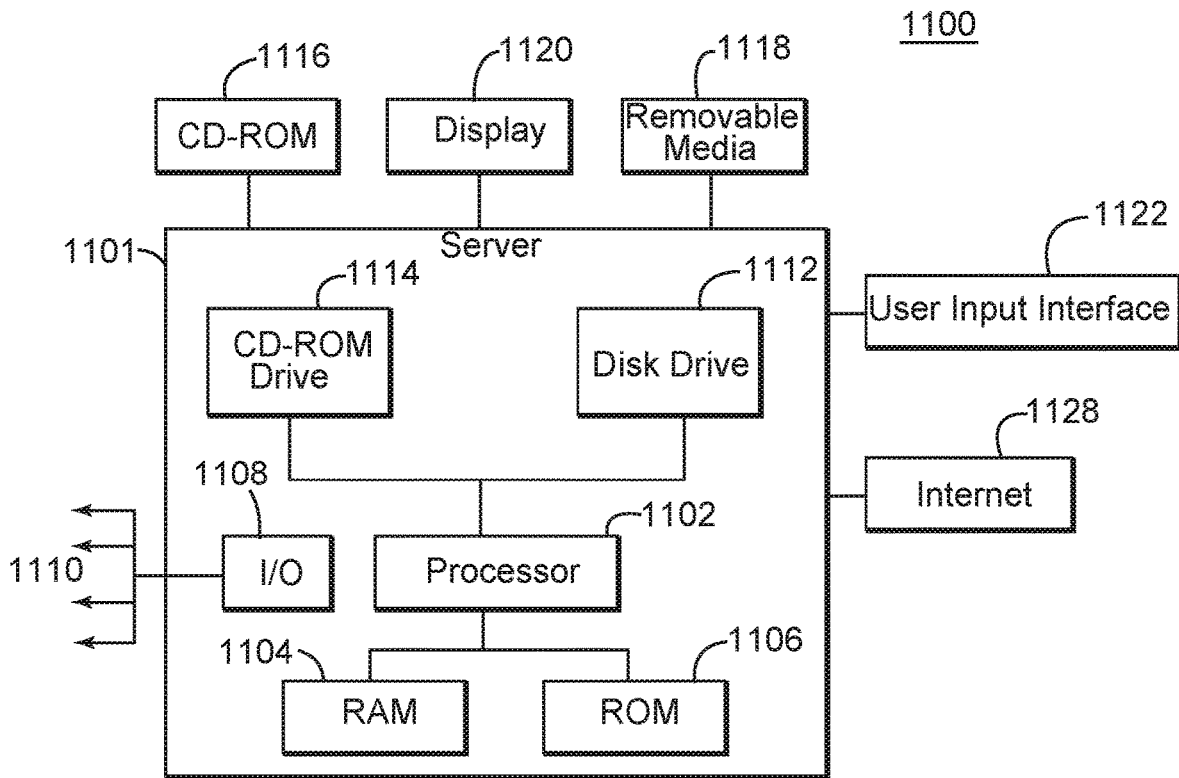 1100
1116
1120
1118
CD-ROM
Display
Removable
Media
1101
Server
1122
1114
1112
User Input Interface
CD-ROM
Drive
Disk Drive
1128
Internet
1108
1102
1110
I/O
Processor
1104
1106
RAM
ROM